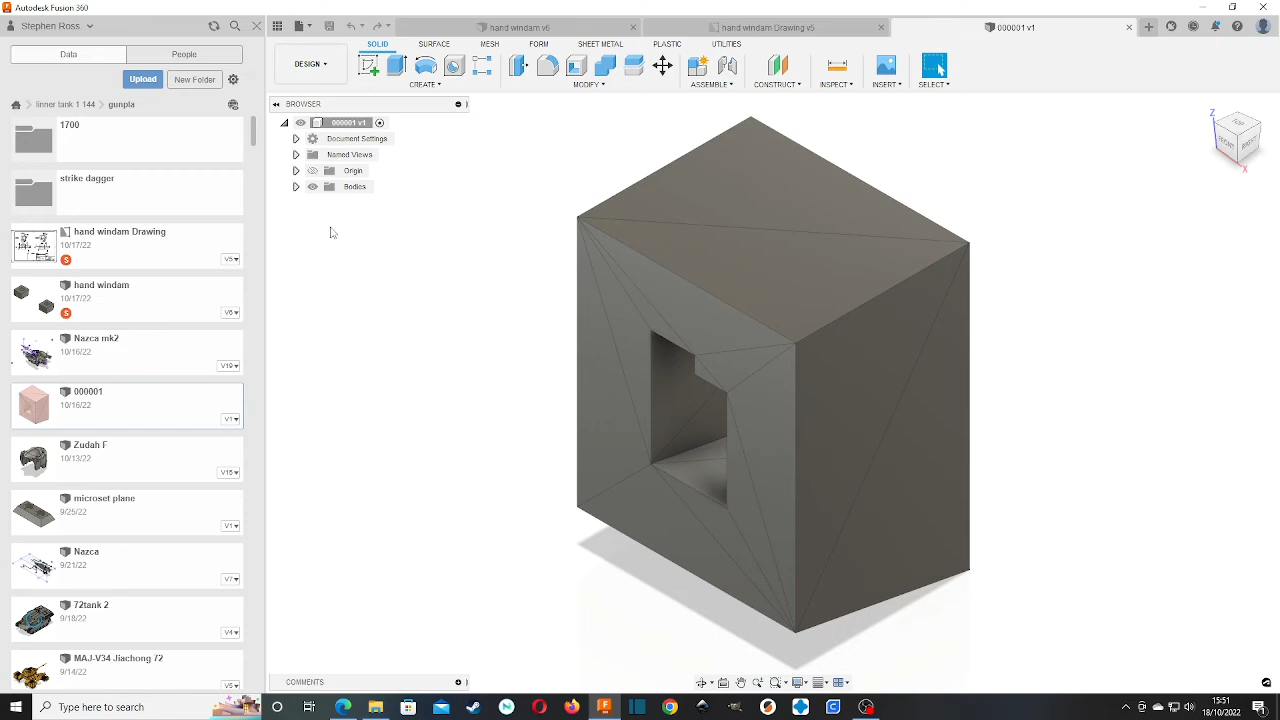 Autodesk Fusion 360
Stephen Ross
hand windam v6
hand windam Drawing v5
000001 v1
Data
People
SOLID
SURFACE
MESH
FORM
SHEET METAL
PLASTIC
UTILITIES
DESIGN
Upload
New Folder
CREATE
MODIFY
ASSEMBLE
CONSTRUCT
INSPECT
INSERT
SELECT
linner tank 1 144
gunpla
BROWSER
000001 v1
Document Settings
Named Views
Origin
Bodies
TOP
FRONT
RIGHT
Z
X
1700
strike dagger
hand windam Drawing
10/17/22
S
V5
hand windam
10/17/22
S
V6
Nazca mk2
10/16/22
V19
000001
10/16/22
V1
Zudah F
10/13/22
V16
microset plane
9/25/22
V1
Nazca
9/21/22
V7
72tank 2
9/18/22
V4
MAJ-V34 Jiachong 72
9/14/22
V5
COMMENTS
Type here to search
15:51
18/10/2022